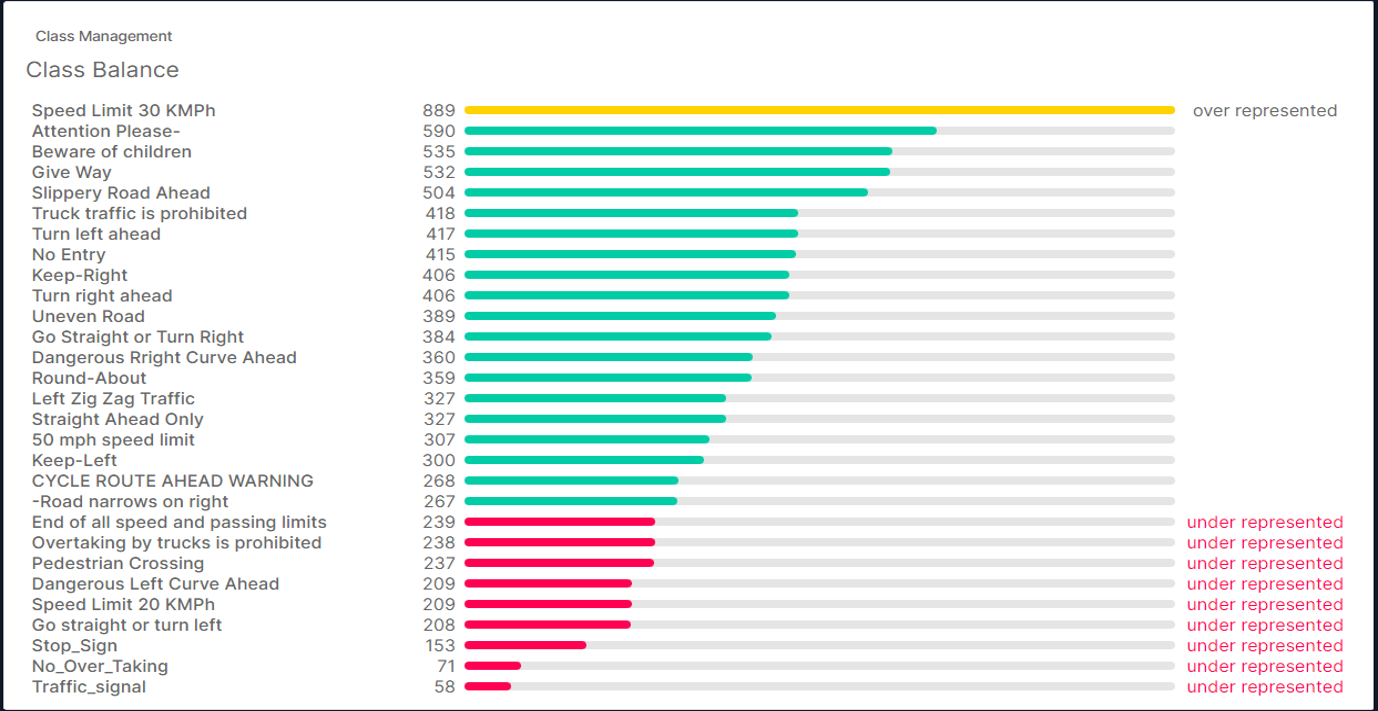 Class Management
Class Balance
Speed Limit 30 KMPh 889 over represented
Attention Please- 590
Beware of children 535
Give Way 532
Slippery Road Ahead 504
Truck traffic is prohibited 418
Turn left ahead 417
No Entry 415
Keep-Right 406
Turn right ahead 406
Uneven Road 389
Go Straight or Turn Right 384
Dangerous Rright Curve Ahead 360
Round-About 359
Left Zig Zag Traffic 327
Straight Ahead Only 327
50 mph speed limit 307
Keep-Left 300
CYCLE ROUTE AHEAD WARNING 268
-Road narrows on right 267
End of all speed and passing limits 239 under represented
Overtaking by trucks is prohibited 238 under represented
Pedestrian Crossing 237 under represented
Dangerous Left Curve Ahead 209 under represented
Speed Limit 20 KMPh 209 under represented
Go straight or turn left 208 under represented
Stop_Sign 153 under represented
No_Over_Taking 71 under represented
Traffic_signal 58 under represented